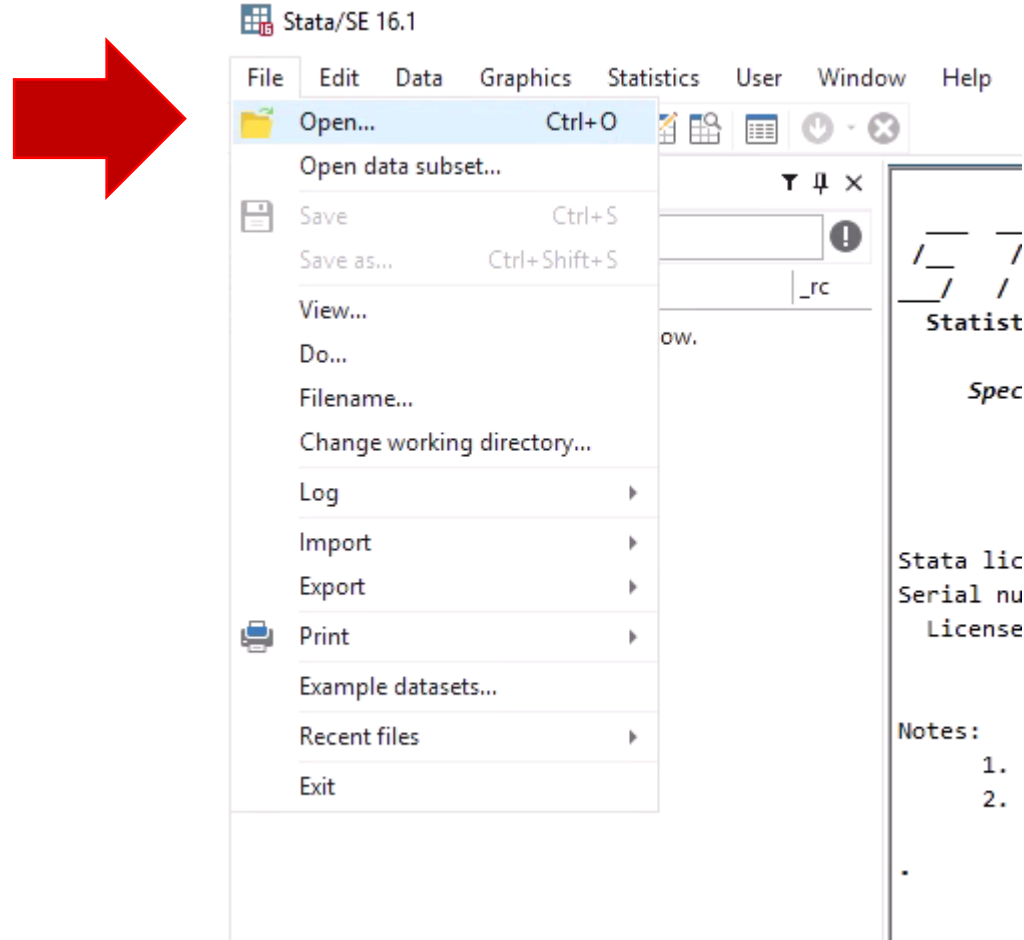 Stata/SE 16.1
File Edit Data Graphics Statistics User Window Help
Open... Ctrl+O
Open data subset...
Save Ctrl+S
Save as... Ctrl+Shift+S
View...
Do...
Filename...
Change working directory...
Log
Import
Export
Print
Example datasets...
Recent files
Exit
_rc
ow.
Statist
Spec
Stata lic
Serial nu
License
Notes:
1.
2.
.